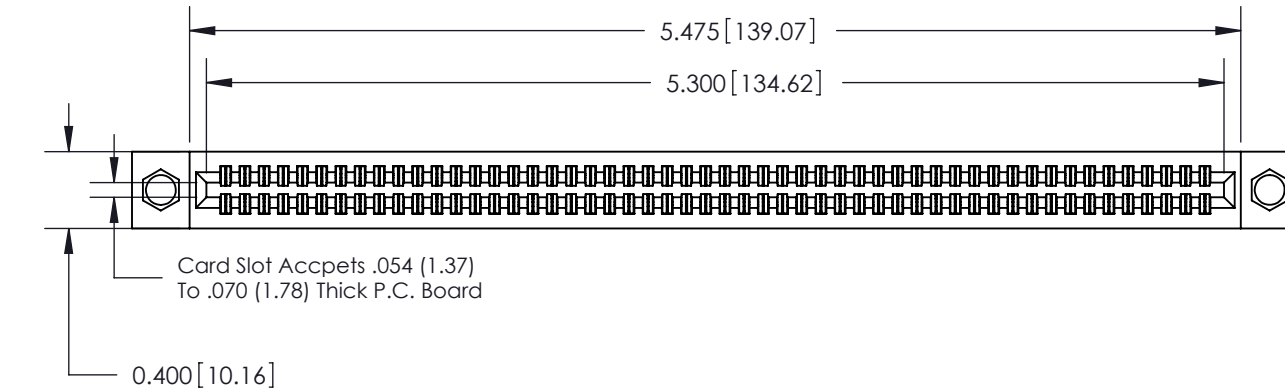 5.475[139.07]
5.300[134.62]
Card Slot Accpets .054 (1.37)
To .070 (1.78) Thick P.C. Board
0.400[10.16]